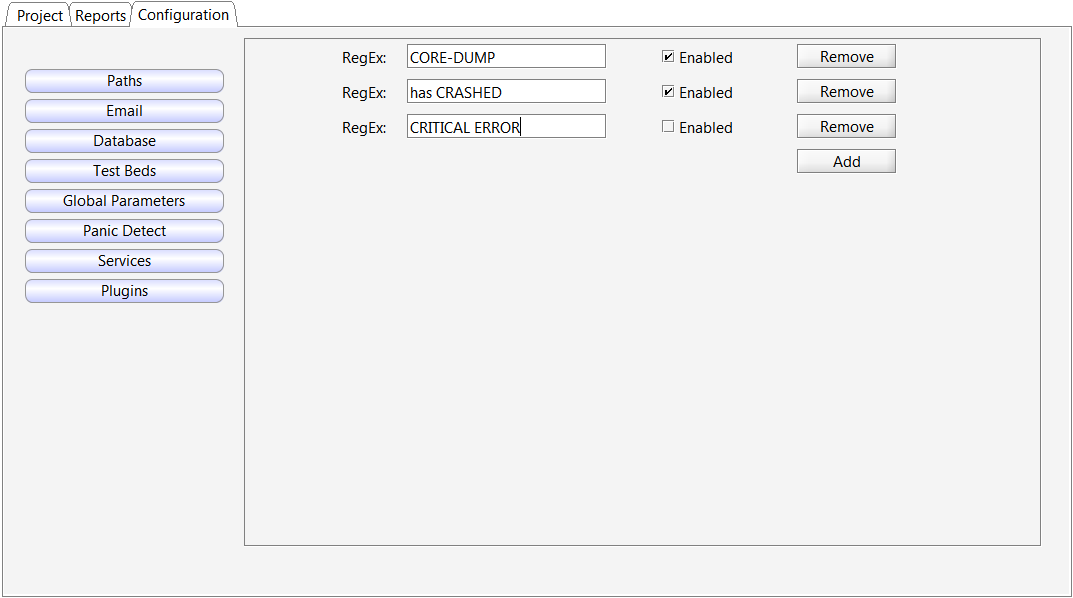 Project Reports Configuration
Paths
Email
Database
Test Beds
Global Parameters
Panic Detect
Services
Plugins
RegEx: CORE-DUMP Enabled Remove
RegEx: has CRASHED Enabled Remove
RegEx: CRITICAL ERROR Enabled Remove
Add